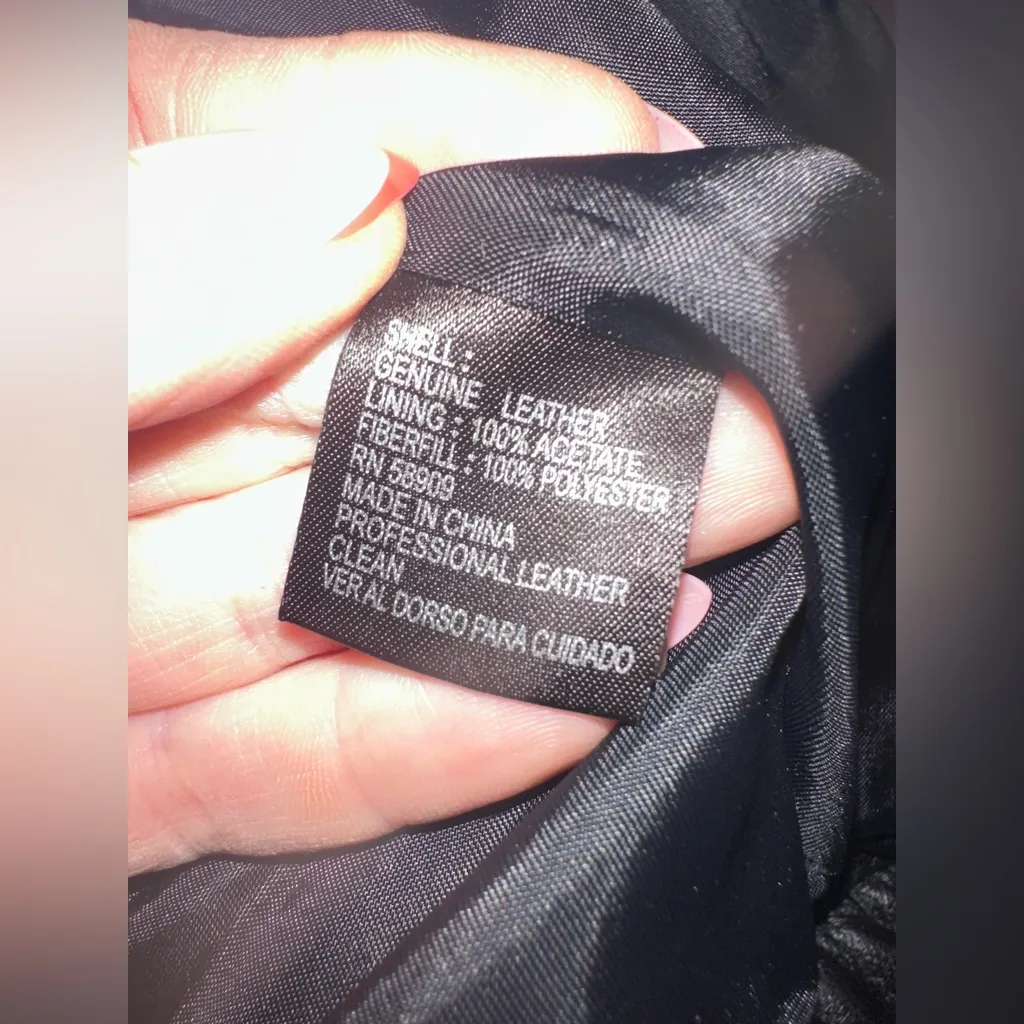 SWELL :
GENUINE LEATHER
LINING : 100% ACETATE
FIBERFILL : 100% POLYESTER
RN 58909
MADE IN CHINA
PROFESSIONAL LEATHER
CLEAN
VER AL DORSO PARA CUIDADO